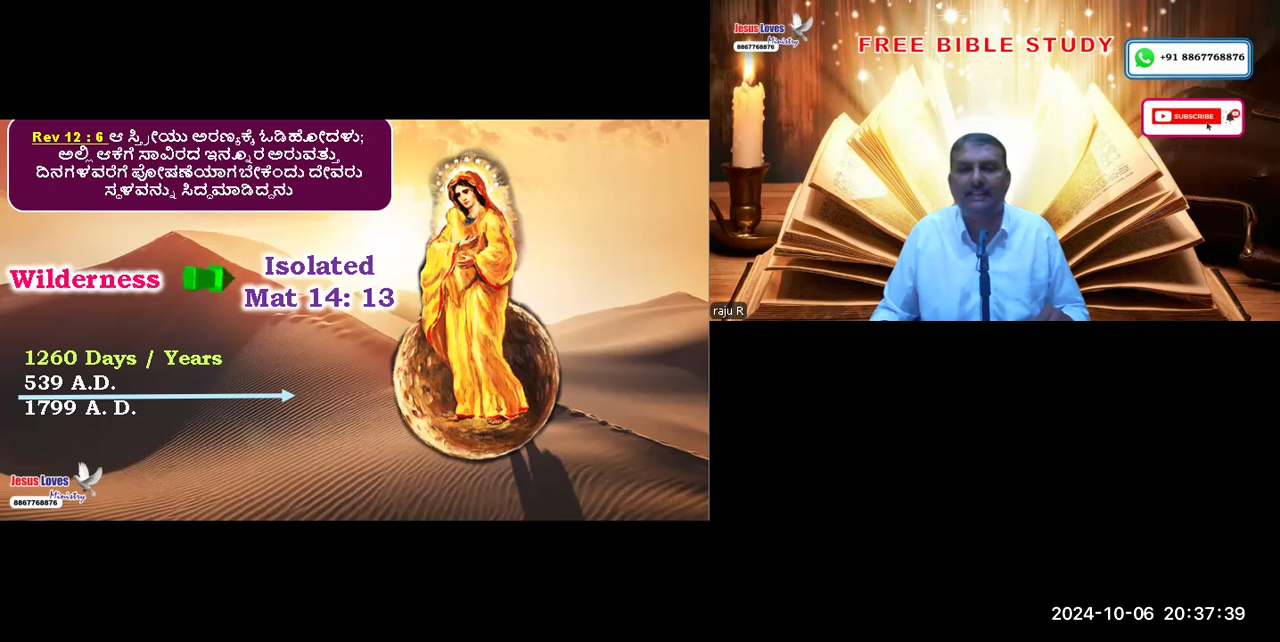 Rev 12 : 6 ಆ ಸ್ತ್ರೀಯು ಅರಣ್ಯಕ್ಕೆ ಓಡಿಹೋದಳು;
ಅಲ್ಲಿ ಆಕೆಗೆ ಸಾವಿರದ ಇನ್ನೂರ ಅರುವತ್ತು
ದಿನಗಳವರೆಗೆ ಪೋಷಣೆಯಾಗಬೇಕೆಂದು ದೇವರು
ಸ್ಥಳವನ್ನು ಸಿದ್ಧಮಾಡಿದ್ದನು
Wilderness
Isolated
Mat 14: 13
1260 Days / Years
539 A.D.
1799 A. D.
Jesus Loves
Ministry
8867768876
Jesus Loves
Ministry
8867768876
FREE BIBLE STUDY
+91 8867768876
SUBSCRIBE
raju R
2024-10-06 20:37:39